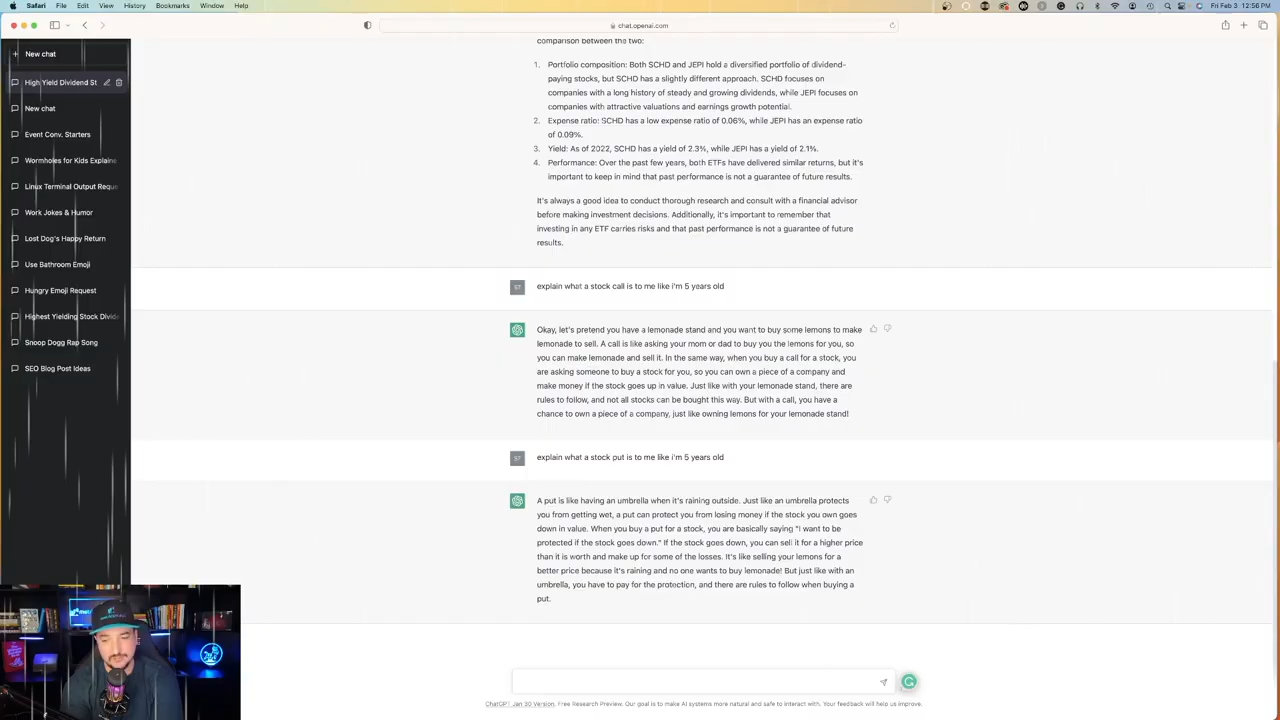 Safari File Edit View History Bookmarks Window Help
Fri Feb 3 12:56 PM
chat.openai.com
New chat
High Yield Dividend St
New chat
Event Conv. Starters
Wormholes for Kids Explaine
Linux Terminal Output Reque
Work Jokes & Humor
Lost Dog's Happy Return
Use Bathroom Emoji
Hungry Emoji Request
Highest Yielding Stock Divid
Snoop Dogg Rap Song
SEO Blog Post Ideas
comparison between the two:
1. Portfolio composition: Both SCHD and JEPI hold a diversified portfolio of dividend-
paying stocks, but SCHD has a slightly different approach. SCHD focuses on
companies with a long history of steady and growing dividends, while JEPI focuses on
companies with attractive valuations and earnings growth potential.
2. Expense ratio: SCHD has a low expense ratio of 0.06%, while JEPI has an expense ratio
of 0.09%.
3. Yield: As of 2022, SCHD has a yield of 2.3%, while JEPI has a yield of 2.1%.
4. Performance: Over the past few years, both ETFs have delivered similar returns, but it's
important to keep in mind that past performance is not a guarantee of future results.
It's always a good idea to conduct thorough research and consult with a financial advisor
before making investment decisions. Additionally, it's important to remember that
investing in any ETF carries risks and that past performance is not a guarantee of future
results.
explain what a stock call is to me like i'm 5 years old
Okay, let's pretend you have a lemonade stand and you want to buy some lemons to make
lemonade to sell. A call is like asking your mom or dad to buy you the lemons for you, so
you can make lemonade and sell it. In the same way, when you buy a call for a stock, you
are asking someone to buy a stock for you, so you can own a piece of a company and
make money if the stock goes up in value. Just like with your lemonade stand, there are
rules to follow, and not all stocks can be bought this way. But with a call, you have a
chance to own a piece of a company, just like owning lemons for your lemonade stand!
explain what a stock put is to me like i'm 5 years old
A put is like having an umbrella when it's raining outside. Just like an umbrella protects
you from getting wet, a put can protect you from losing money if the stock you own goes
down in value. When you buy a put for a stock, you are basically saying "I want to be
protected if the stock goes down." If the stock goes down, you can sell it for a higher price
than it is worth and make up for some of the losses. It's like selling your lemons for a
better price because it's raining and no one wants to buy lemonade! But just like with an
umbrella, you have to pay for the protection, and there are rules to follow when buying a
put.
ChatGPT Jan 30 Version. Free Research Preview. Our goal is to make AI systems more natural and safe to interact with. Your feedback will help us improve.